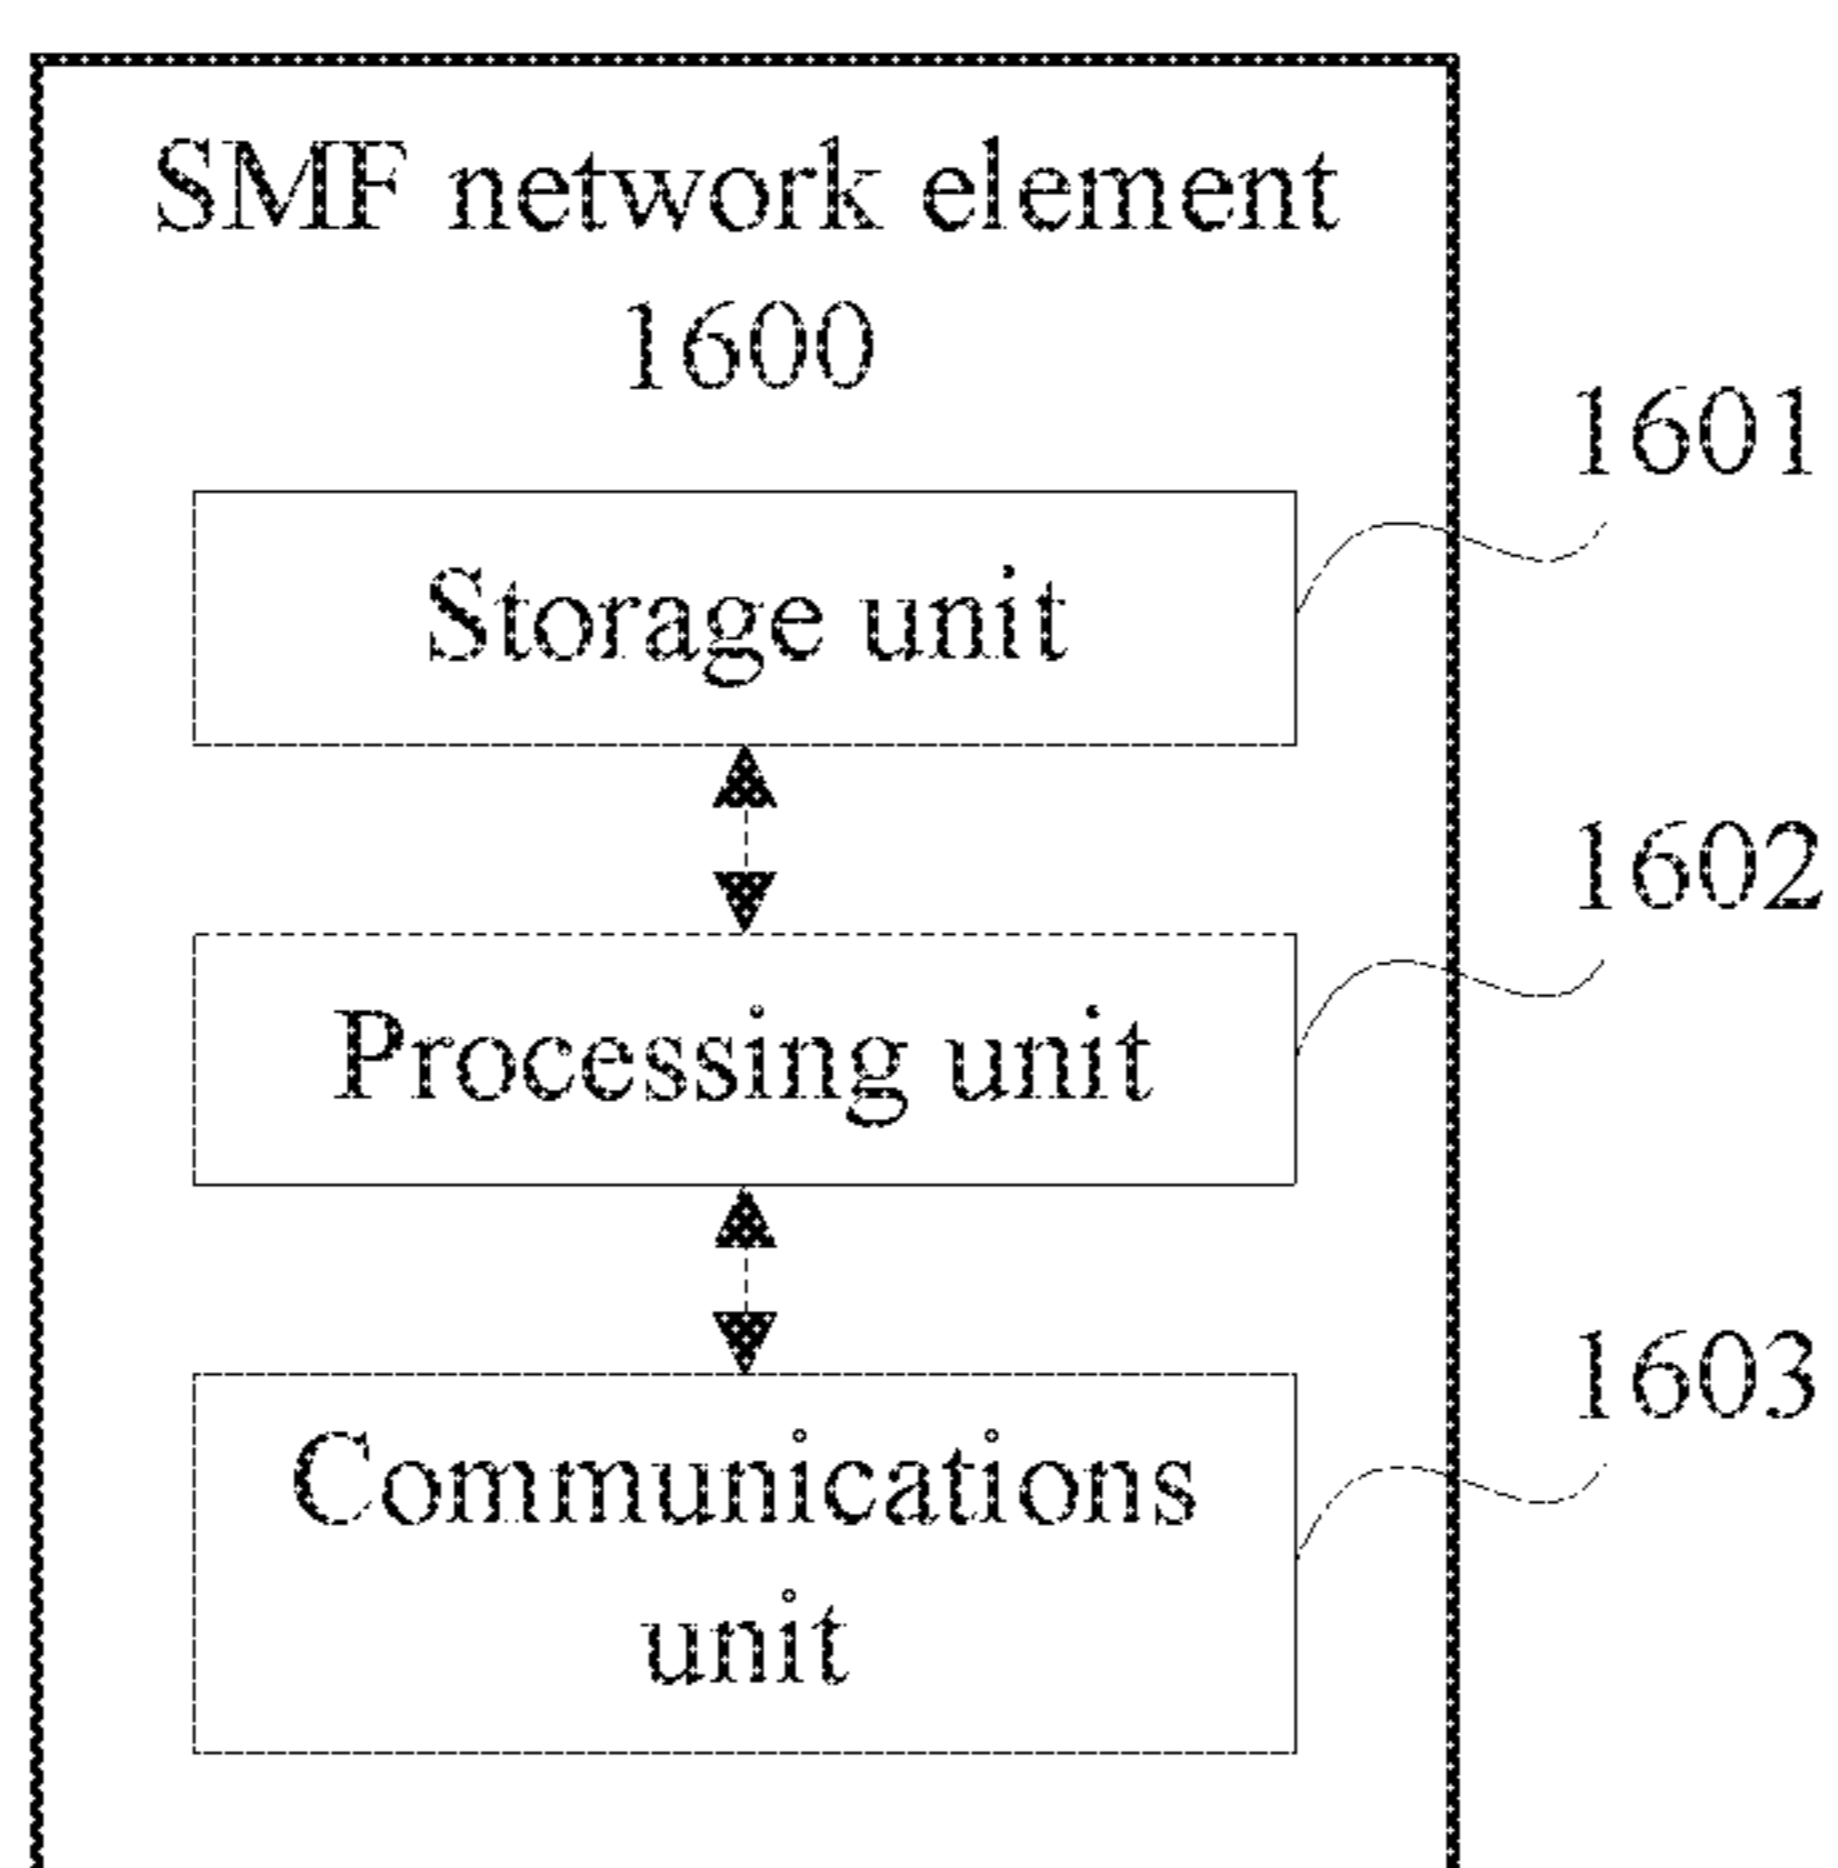 SMF network element
1600
1601
Storage unit
1602
Processing unit
1603
Communications
unit